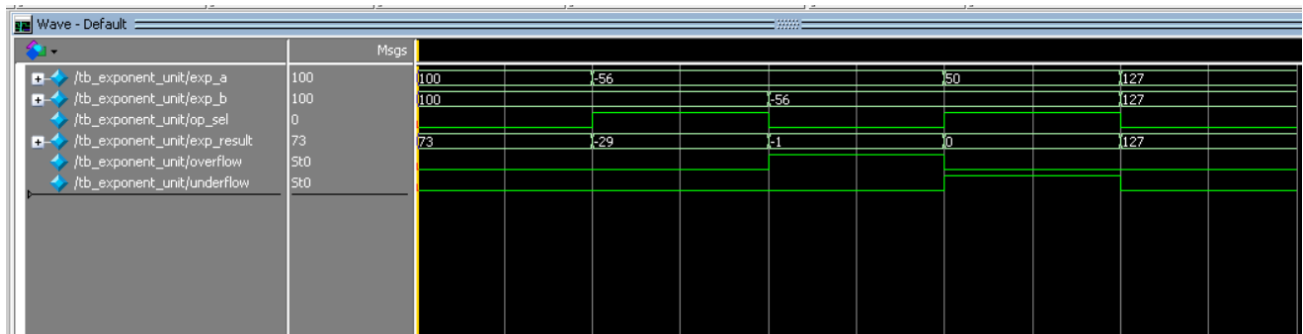 Wave - Default
Msgs
/tb_exponent_unit/exp_a 100 100 -56 50 127
/tb_exponent_unit/exp_b 100 100 -56 127
/tb_exponent_unit/op_sel 0
/tb_exponent_unit/exp_result 73 73 -29 -1 0 127
/tb_exponent_unit/overflow St0
/tb_exponent_unit/underflow St0